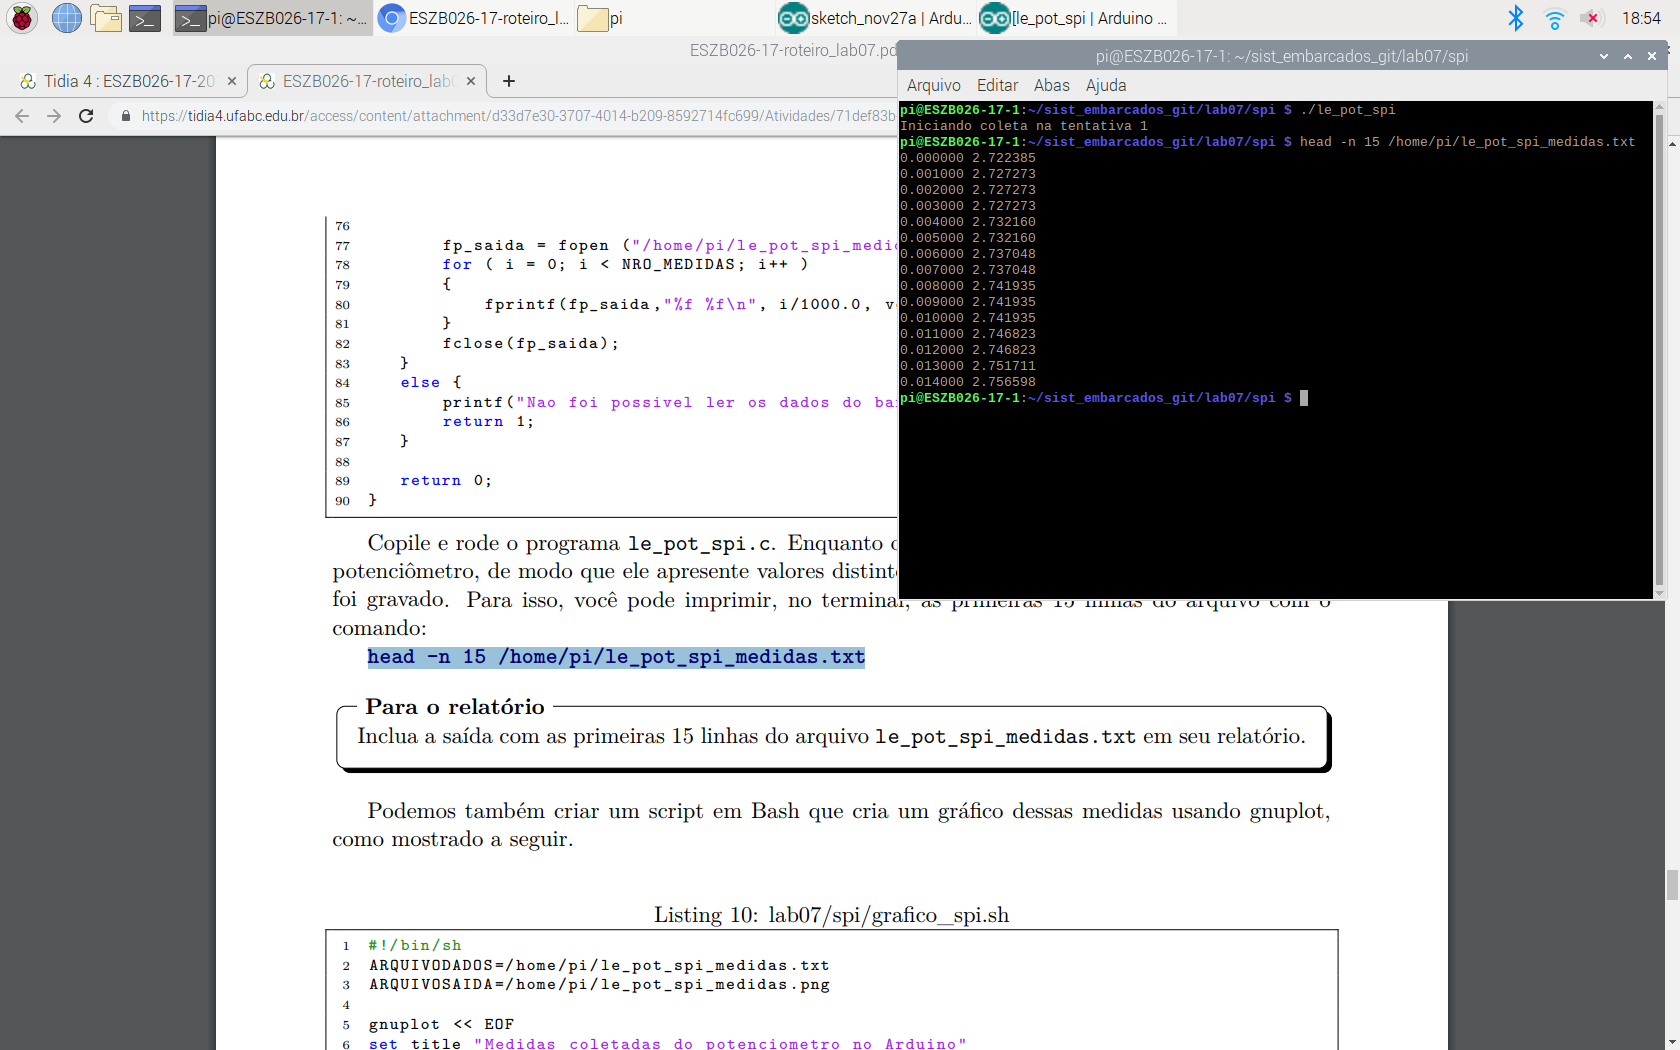 pi@ESZB026-17-1: ~...
ESZB026-17-roteiro_l...
pi
sketch_nov27a | Ardu...
[le_pot_spi | Arduino ...
18:54
ESZB026-17-roteiro_lab07.pd
Tidia 4 : ESZB026-17-20
ESZB026-17-roteiro_lab0
https://tidia4.ufabc.edu.br/access/content/attachment/d33d7e30-3707-4014-b209-8592714fc699/Atividades/71def83b
pi@ESZB026-17-1: ~/sist_embarcados_git/lab07/spi
Arquivo Editar Abas Ajuda
pi@ESZB026-17-1:~/sist_embarcados_git/lab07/spi $ ./le_pot_spi
Iniciando coleta na tentativa 1
pi@ESZB026-17-1:~/sist_embarcados_git/lab07/spi $ head -n 15 /home/pi/le_pot_spi_medidas.txt
0.000000 2.722385
0.001000 2.727273
0.002000 2.727273
0.003000 2.727273
0.004000 2.732160
0.005000 2.732160
0.006000 2.737048
0.007000 2.737048
0.008000 2.741935
0.009000 2.741935
0.010000 2.741935
0.011000 2.746823
0.012000 2.746823
0.013000 2.751711
0.014000 2.756598
pi@ESZB026-17-1:~/sist_embarcados_git/lab07/spi $
76
77 fp_saida = fopen ("/home/pi/le_pot_spi_medid
78 for ( i = 0; i < NRO_MEDIDAS; i++ )
79 {
80 fprintf(fp_saida,"%f %f\n", i/1000.0, v
81 }
82 fclose(fp_saida);
83 }
84 else {
85 printf("Nao foi possivel ler os dados do ba
86 return 1;
87 }
88
89 return 0;
90 }
Copile e rode o programa le_pot_spi.c. Enquanto
potenciômetro, de modo que ele apresente valores distint
foi gravado. Para isso, você pode imprimir, no terminal, as primeiras 15 linhas do arquivo com o
comando:
head -n 15 /home/pi/le_pot_spi_medidas.txt
Para o relatório
Inclua a saída com as primeiras 15 linhas do arquivo le_pot_spi_medidas.txt em seu relatório.
Podemos também criar um script em Bash que cria um gráfico dessas medidas usando gnuplot,
como mostrado a seguir.
Listing 10: lab07/spi/grafico_spi.sh
1 #!/bin/sh
2 ARQUIVODADOS=/home/pi/le_pot_spi_medidas.txt
3 ARQUIVOSAIDA=/home/pi/le_pot_spi_medidas.png
4
5 gnuplot << EOF
6 set title "Medidas coletadas do potenciometro no Arduino"